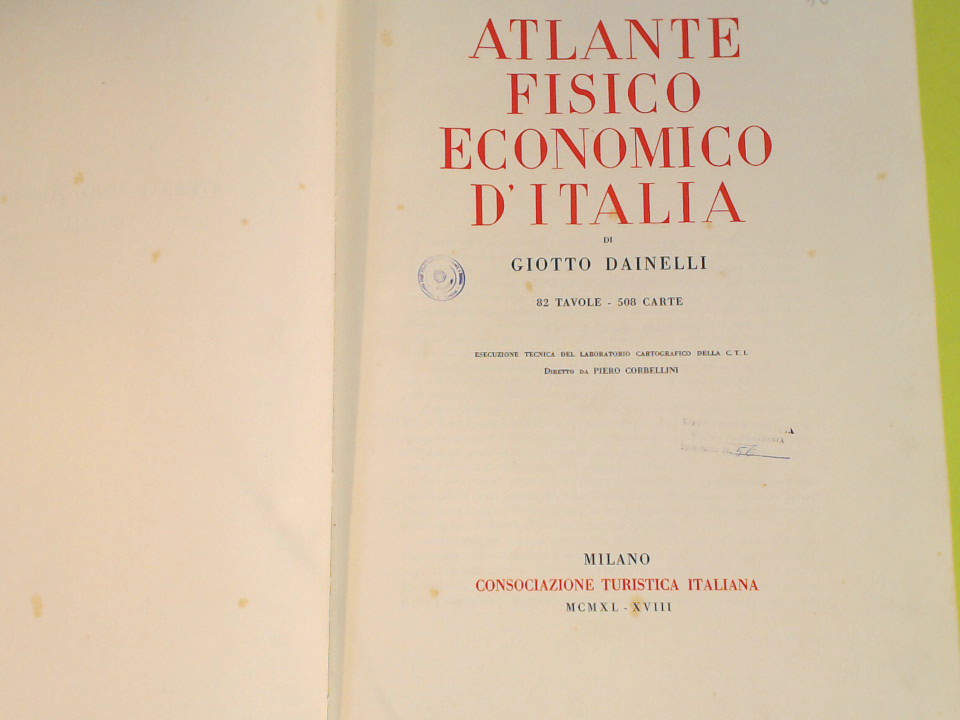 ATLANTE
FISICO
ECONOMICO
D'ITALIA
DI
GIOTTO DAINELLI
82 TAVOLE - 508 CARTE
ESECUZIONE TECNICA DEL LABORATORIO CARTOGRAFICO DELLA C. T. I.
DIRETTO DA PIERO CORBELLINI
56
MILANO
CONSOCIAZIONE TURISTICA ITALIANA
MCMXL - XVIII